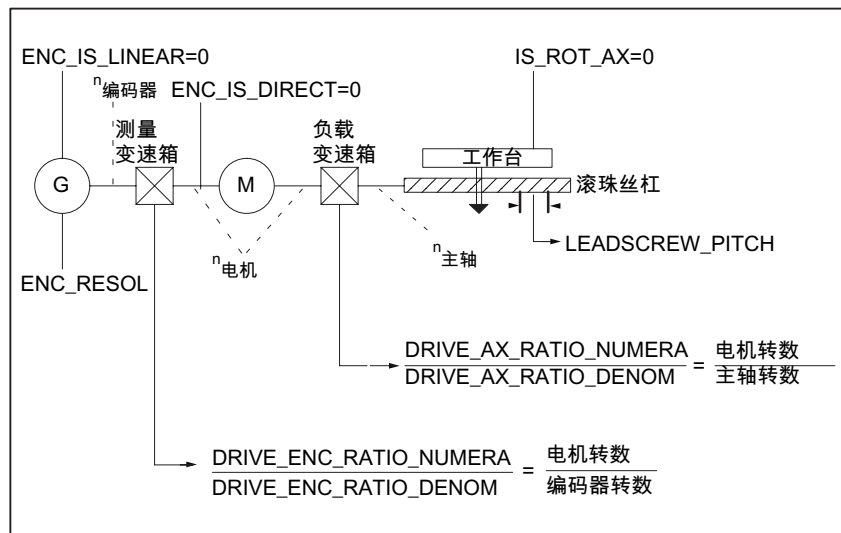 ENC_IS_LINEAR=0
IS_ROT_AX=0
n编码器
ENC_IS_DIRECT=0
测量
变速箱
负载
变速箱
工作台
G
M
滚珠丝杠
LEADSCREW_PITCH
n主轴
n电机
ENC_RESOL
DRIVE_AX_RATIO_NUMERA = 电机转数
DRIVE_AX_RATIO_DENOM 主轴转数
DRIVE_ENC_RATIO_NUMERA = 电机转数
DRIVE_ENC_RATIO_DENOM 编码器转数